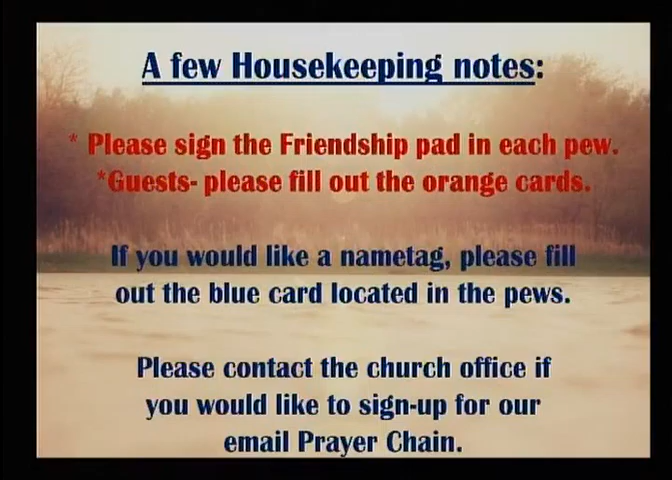 A few Housekeeping notes:
* Please sign the Friendship pad in each pew.
*Guests- please fill out the orange cards.
If you would like a nametag, please fill
out the blue card located in the pews.
Please contact the church office if
you would like to sign-up for our
email Prayer Chain.